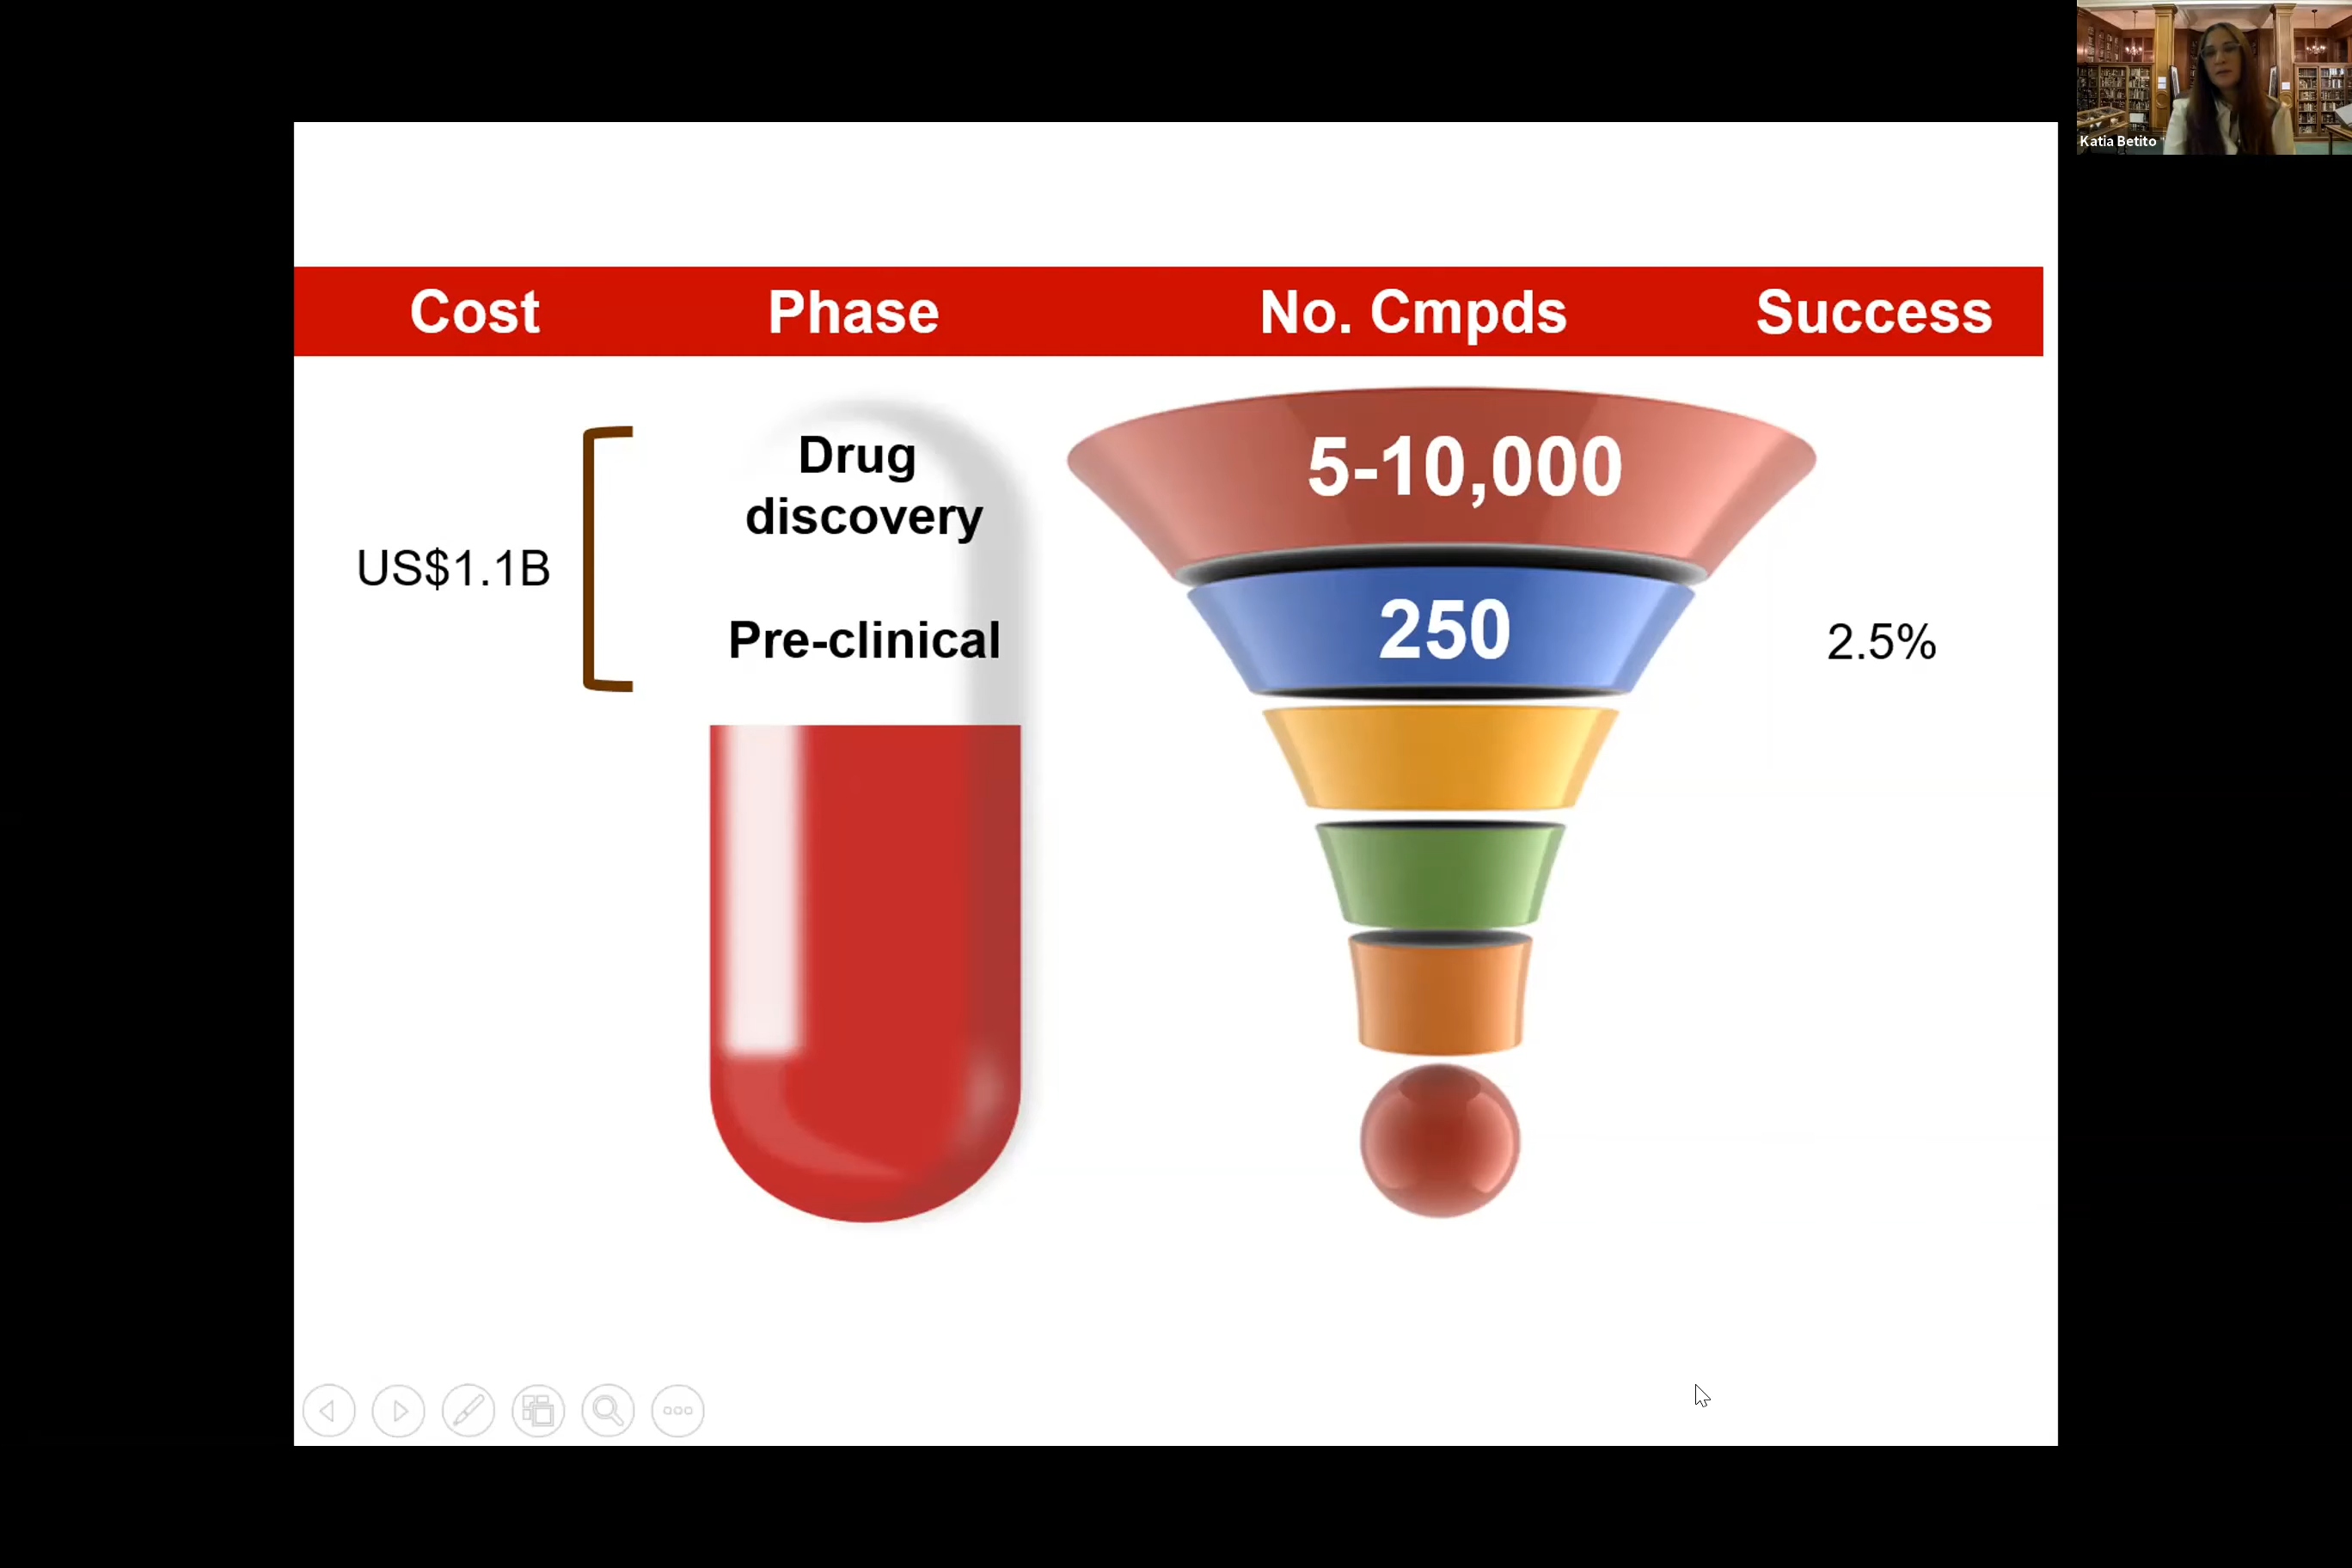 Katia Betito
Cost Phase No. Cmpds Success
Drug
discovery
5-10,000
US$1.1B
Pre-clinical
250
2.5%